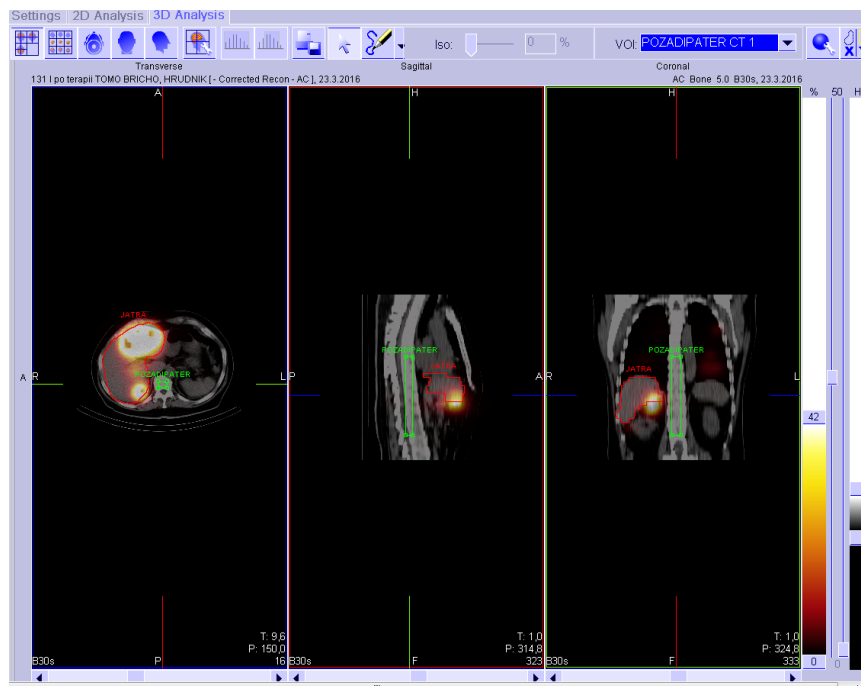 Settings 2D Analysis 3D Analysis
Iso: 0 % VOI: POZADIPATER CT 1
Transverse Sagittal Coronal
131 I po terapii TOMO BRICHO, HRUDNIK [ - Corrected Recon - AC ], 23.3.2016 AC Bone 5.0 B30s, 23.3.2016 % 50 H
A H H
JATRA
POZADIPATER
POZADIPATER
JATRA
POZADIPATER
JATRA
A R L P A R L
42
T: 9,6 T: 1,0 T: 1,0
P: 150,0 P: 314,8 P: 324,8
B30s P 16 B30s F 323 B30s F 333 0 0